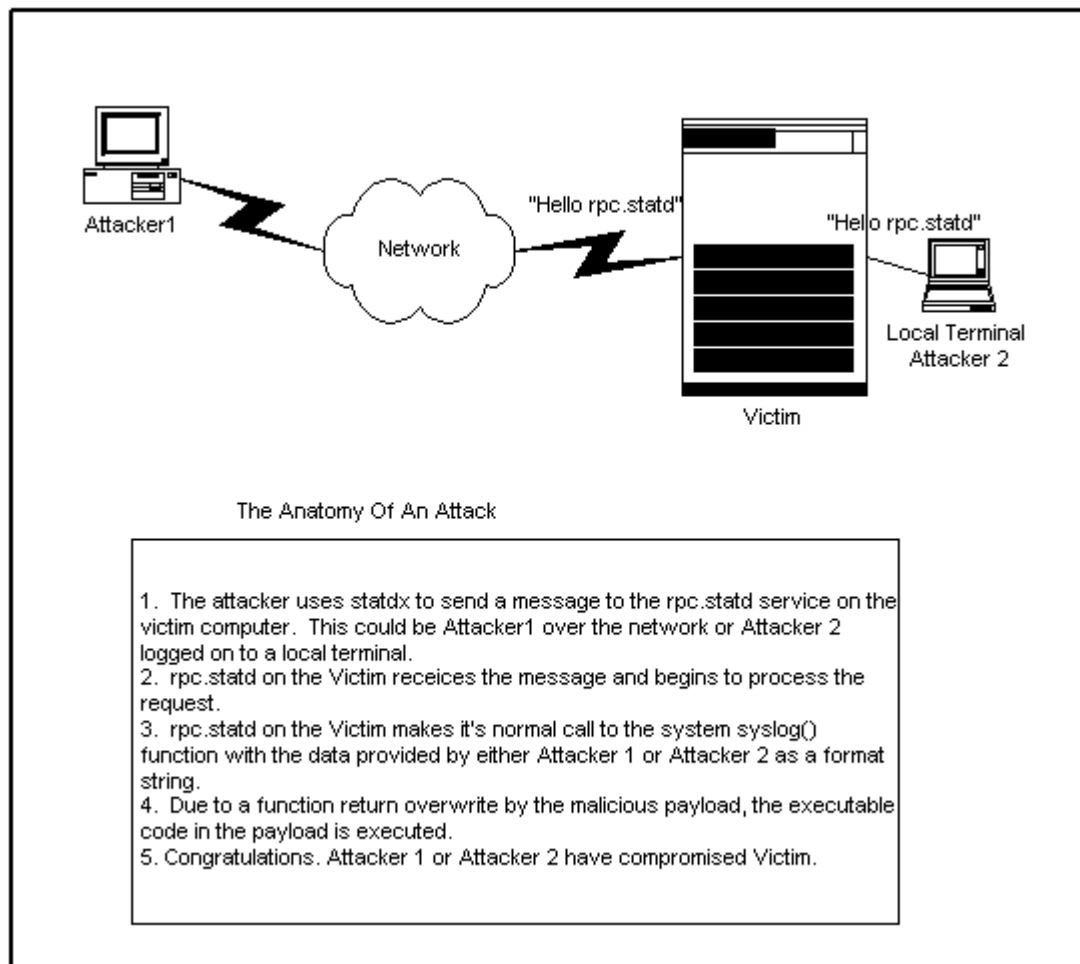 Attacker1
Network
"Hello rpc.statd"
"Hello rpc.statd"
Local Terminal
Attacker 2
Victim
The Anatomy Of An Attack
1. The attacker uses statdx to send a message to the rpc.statd service on the
victim computer. This could be Attacker1 over the network or Attacker 2
logged on to a local terminal.
2. rpc.statd on the Victim receices the message and begins to process the
request.
3. rpc.statd on the Victim makes it's normal call to the system syslog()
function with the data provided by either Attacker 1 or Attacker 2 as a format
string.
4. Due to a function return overwrite by the malicious payload, the executable
code in the payload is executed.
5. Congratulations. Attacker 1 or Attacker 2 have compromised Victim.